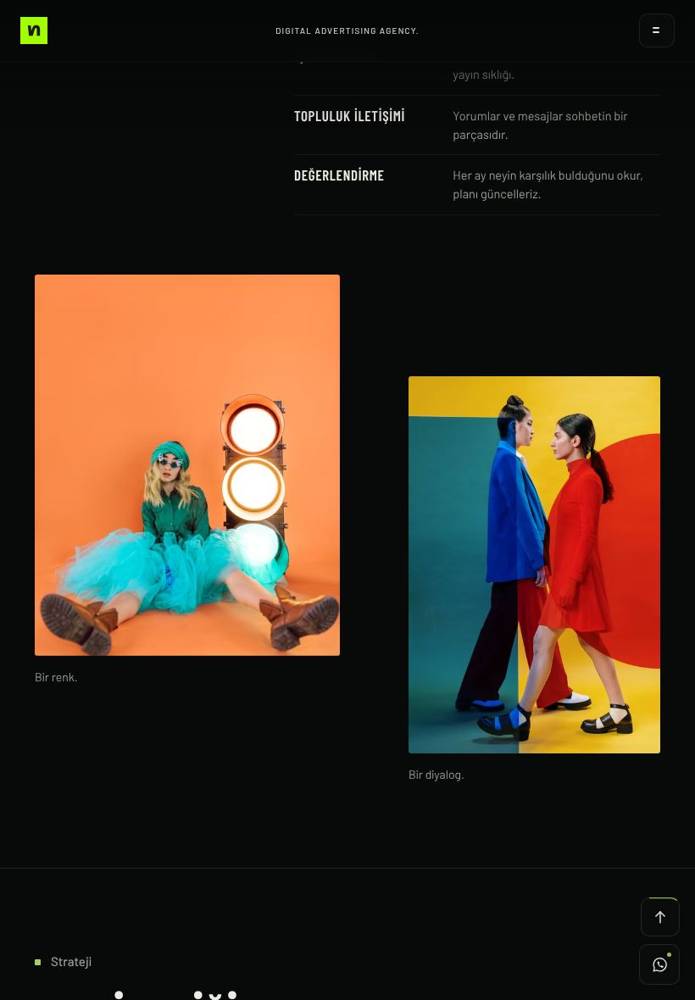 DIGITAL ADVERTISING AGENCY.
yayın sıklığı.
TOPLULUK İLETİŞİMİ
Yorumlar ve mesajlar sohbetin bir
parçasıdır.
DEĞERLENDİRME
Her ay neyin karşılık bulduğunu okur,
planı güncelleriz.
Bir renk.
Bir diyalog.
Strateji